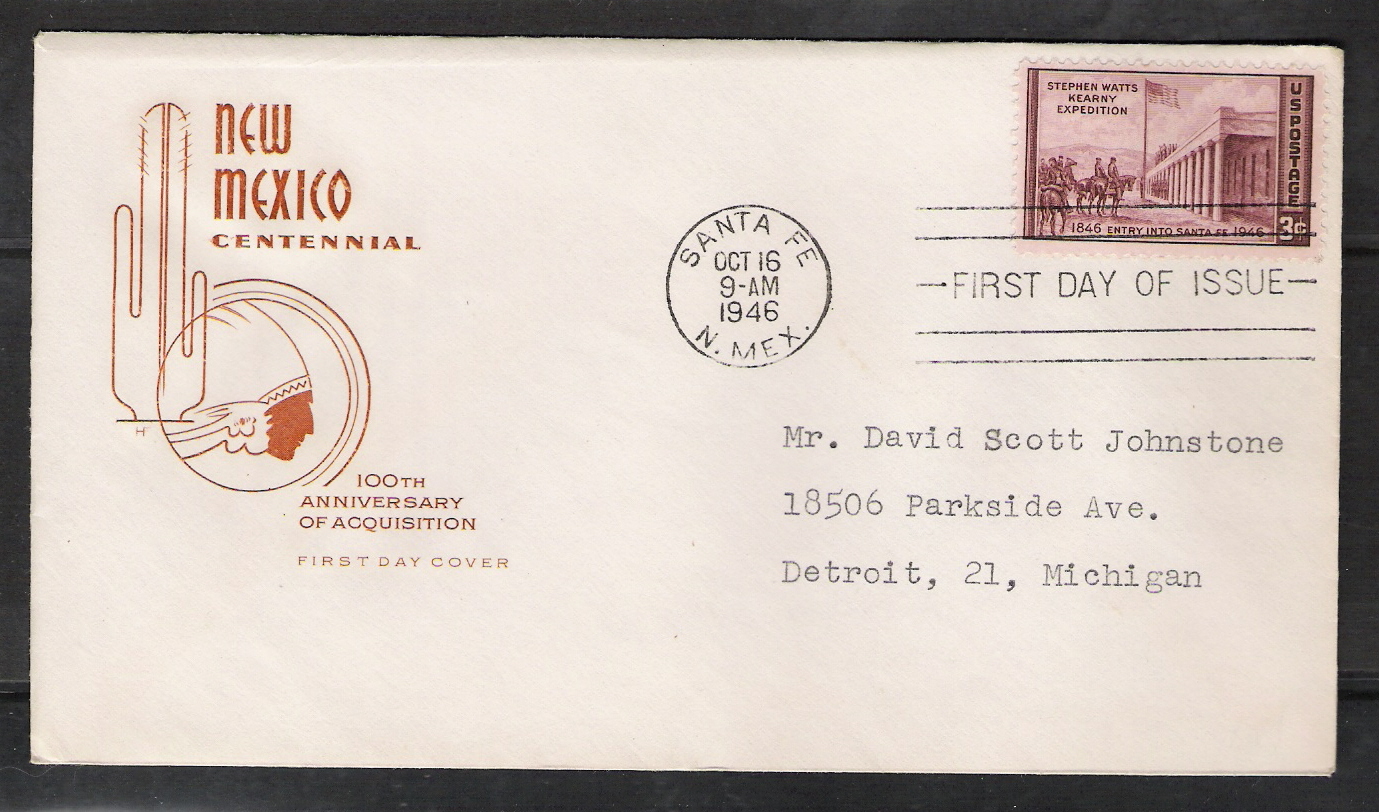 NEW
MEXICO
CENTENNIAL
H
100TH
ANNIVERSARY
OF ACQUISITION
FIRST DAY COVER
SANTA FE
OCT 16
9-AM
1946
N. MEX.
STEPHEN WATTS
KEARNY
EXPEDITION
U S POSTAGE
1846 ENTRY INTO SANTA FE 1946
3¢
FIRST DAY OF ISSUE
Mr. David Scott Johnstone
18506 Parkside Ave.
Detroit, 21, Michigan